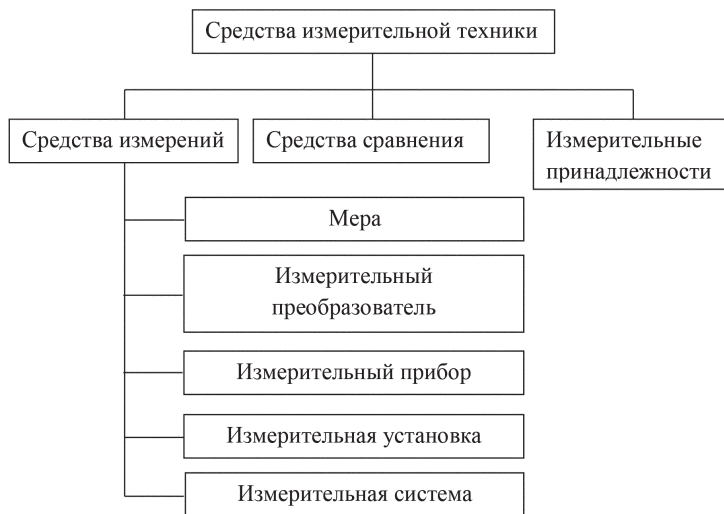 Средства измерительной техники
Средства измерений
Средства сравнения
Измерительные
принадлежности
Мера
Измерительный
преобразователь
Измерительный прибор
Измерительная установка
Измерительная система